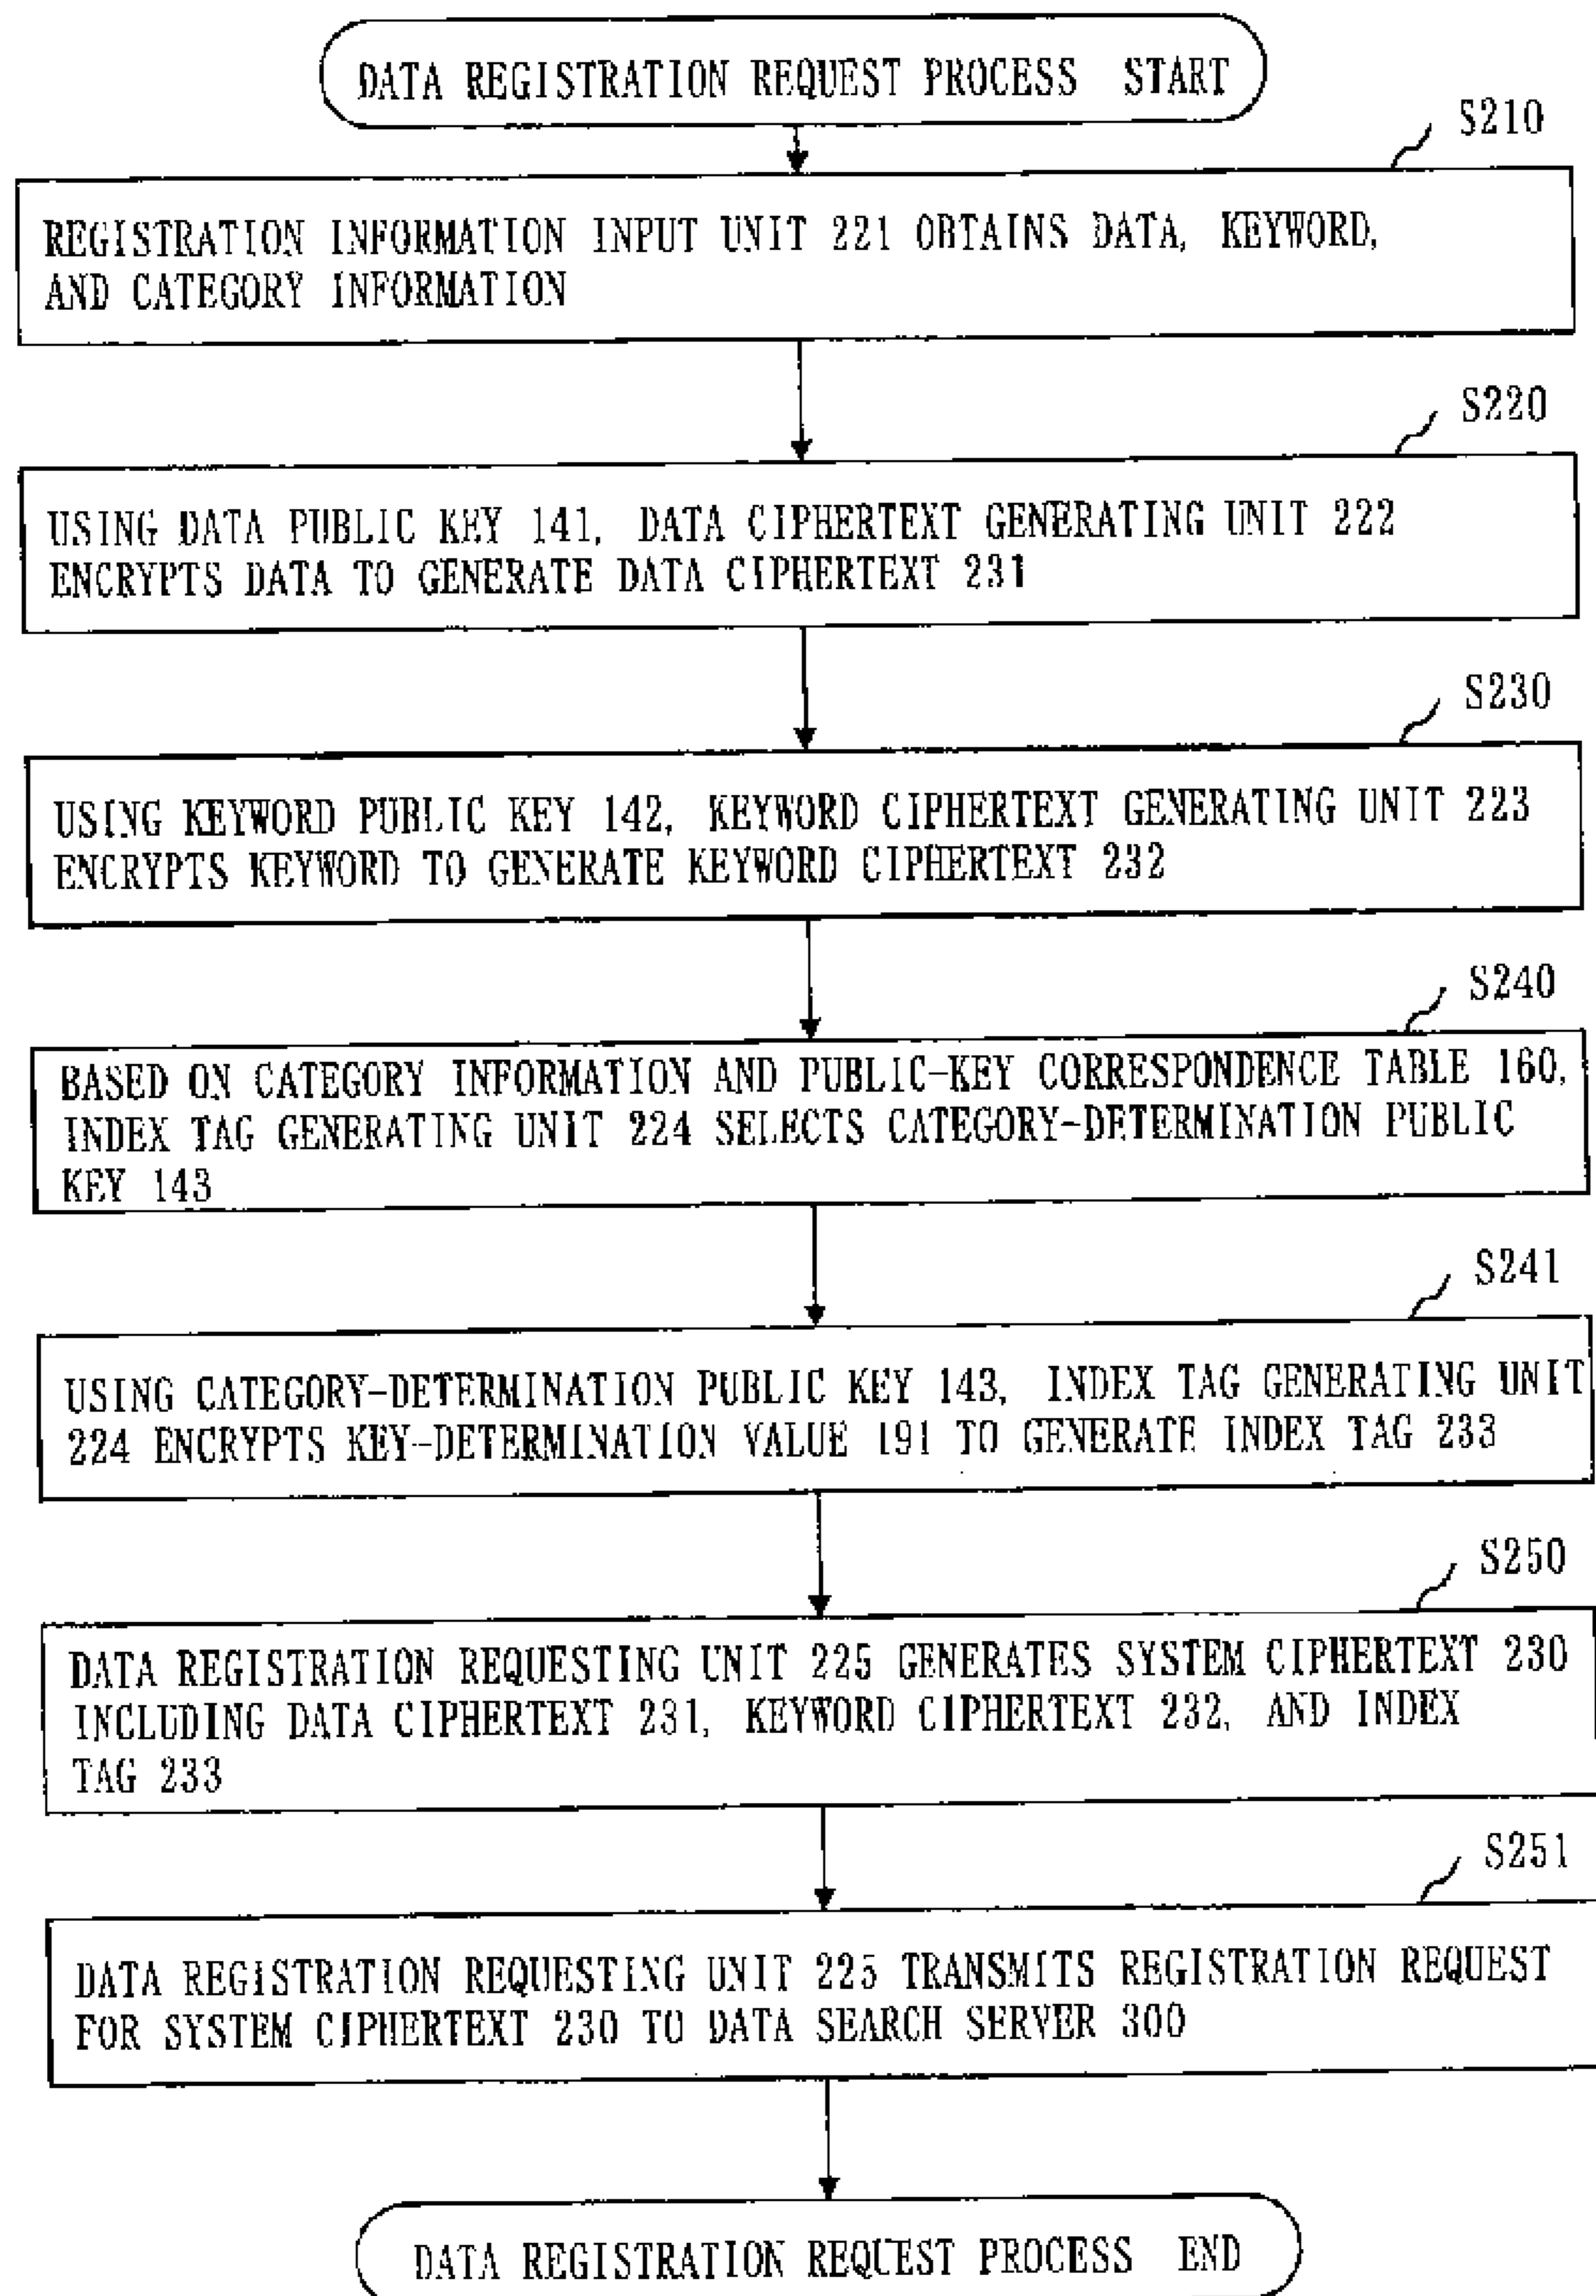 DATA REGISTRATION REQUEST PROCESS START
S210
REGISTRATION INFORMATION INPUT UNIT 221 OBTAINS DATA, KEYWORD,
AND CATEGORY INFORMATION
S220
USING DATA PUBLIC KEY 141, DATA CIPHERTEXT GENERATING UNIT 222
ENCRYPTS DATA TO GENERATE DATA CIPHERTEXT 231
S230
USING KEYWORD PUBLIC KEY 142, KEYWORD CIPHERTEXT GENERATING UNIT 223
ENCRYPTS KEYWORD TO GENERATE KEYWORD CIPHERTEXT 232
S240
BASED ON CATEGORY INFORMATION AND PUBLIC-KEY CORRESPONDENCE TABLE 160,
INDEX TAG GENERATING UNIT 224 SELECTS CATEGORY-DETERMINATION PUBLIC
KEY 143
S241
USING CATEGORY-DETERMINATION PUBLIC KEY 143, INDEX TAG GENERATING UNIT
224 ENCRYPTS KEY-DETERMINATION VALUE 191 TO GENERATE INDEX TAG 233
S250
DATA REGISTRATION REQUESTING UNIT 225 GENERATES SYSTEM CIPHERTEXT 230
INCLUDING DATA CIPHERTEXT 231, KEYWORD CIPHERTEXT 232, AND INDEX
TAG 233
S251
DATA REGISTRATION REQUESTING UNIT 225 TRANSMITS REGISTRATION REQUEST
FOR SYSTEM CIPHERTEXT 230 TO DATA SEARCH SERVER 300
DATA REGISTRATION REQUEST PROCESS END